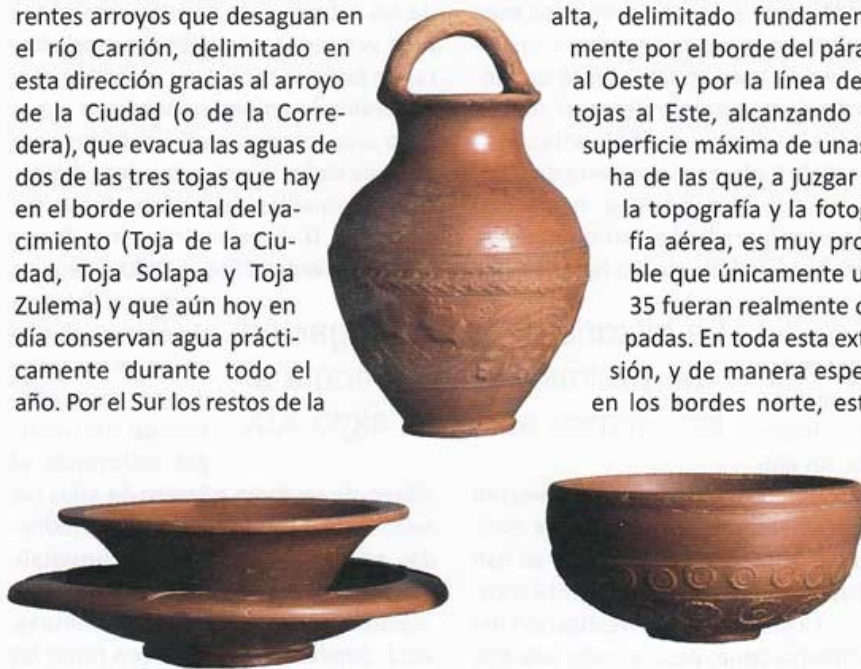 rentes arroyos que desaguan en
el río Carrión, delimitado en
esta dirección gracias al arroyo
de la Ciudad (o de la Corre-
dera), que evacua las aguas de
dos de las tres tojas que hay
en el borde oriental del ya-
cimiento (Toja de la Ciu-
dad, Toja Solapa y Toja
Zulema) y que aún hoy en
día conservan agua prácti-
camente durante todo el
año. Por el Sur los restos de la
alta, delimitado fundamen
mente por el borde del pára
al Oeste y por la línea de
tojas al Este, alcanzando
superficie máxima de unas
ha de las que, a juzgar
la topografía y la fotog
fía aérea, es muy pro
ble que únicamente u
35 fueran realmente
padas. En toda esta ext
sión, y de manera espe
en los bordes norte, est